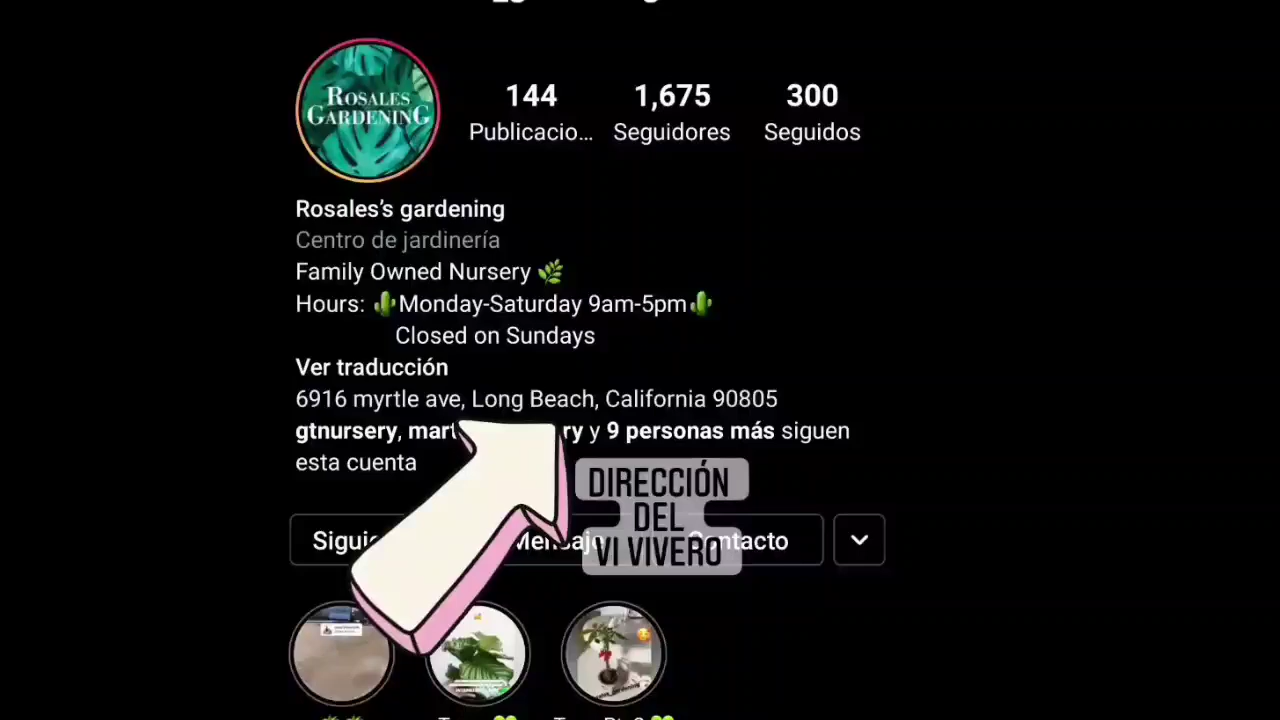 ROSALES
GARDENING
144
1,675
300
Publicacio...
Seguidores
Seguidos
Rosales’s gardening
Centro de jardinería
Family Owned Nursery 🌿
Hours: 🌵Monday-Saturday 9am-5pm🌵
Closed on Sundays
Ver traducción
6916 myrtle ave, Long Beach, California 90805
gtnursery, y 9 personas más siguen
esta cuenta
DIRECCIÓN
DEL
VI VIVERO
Mensaje
Contacto